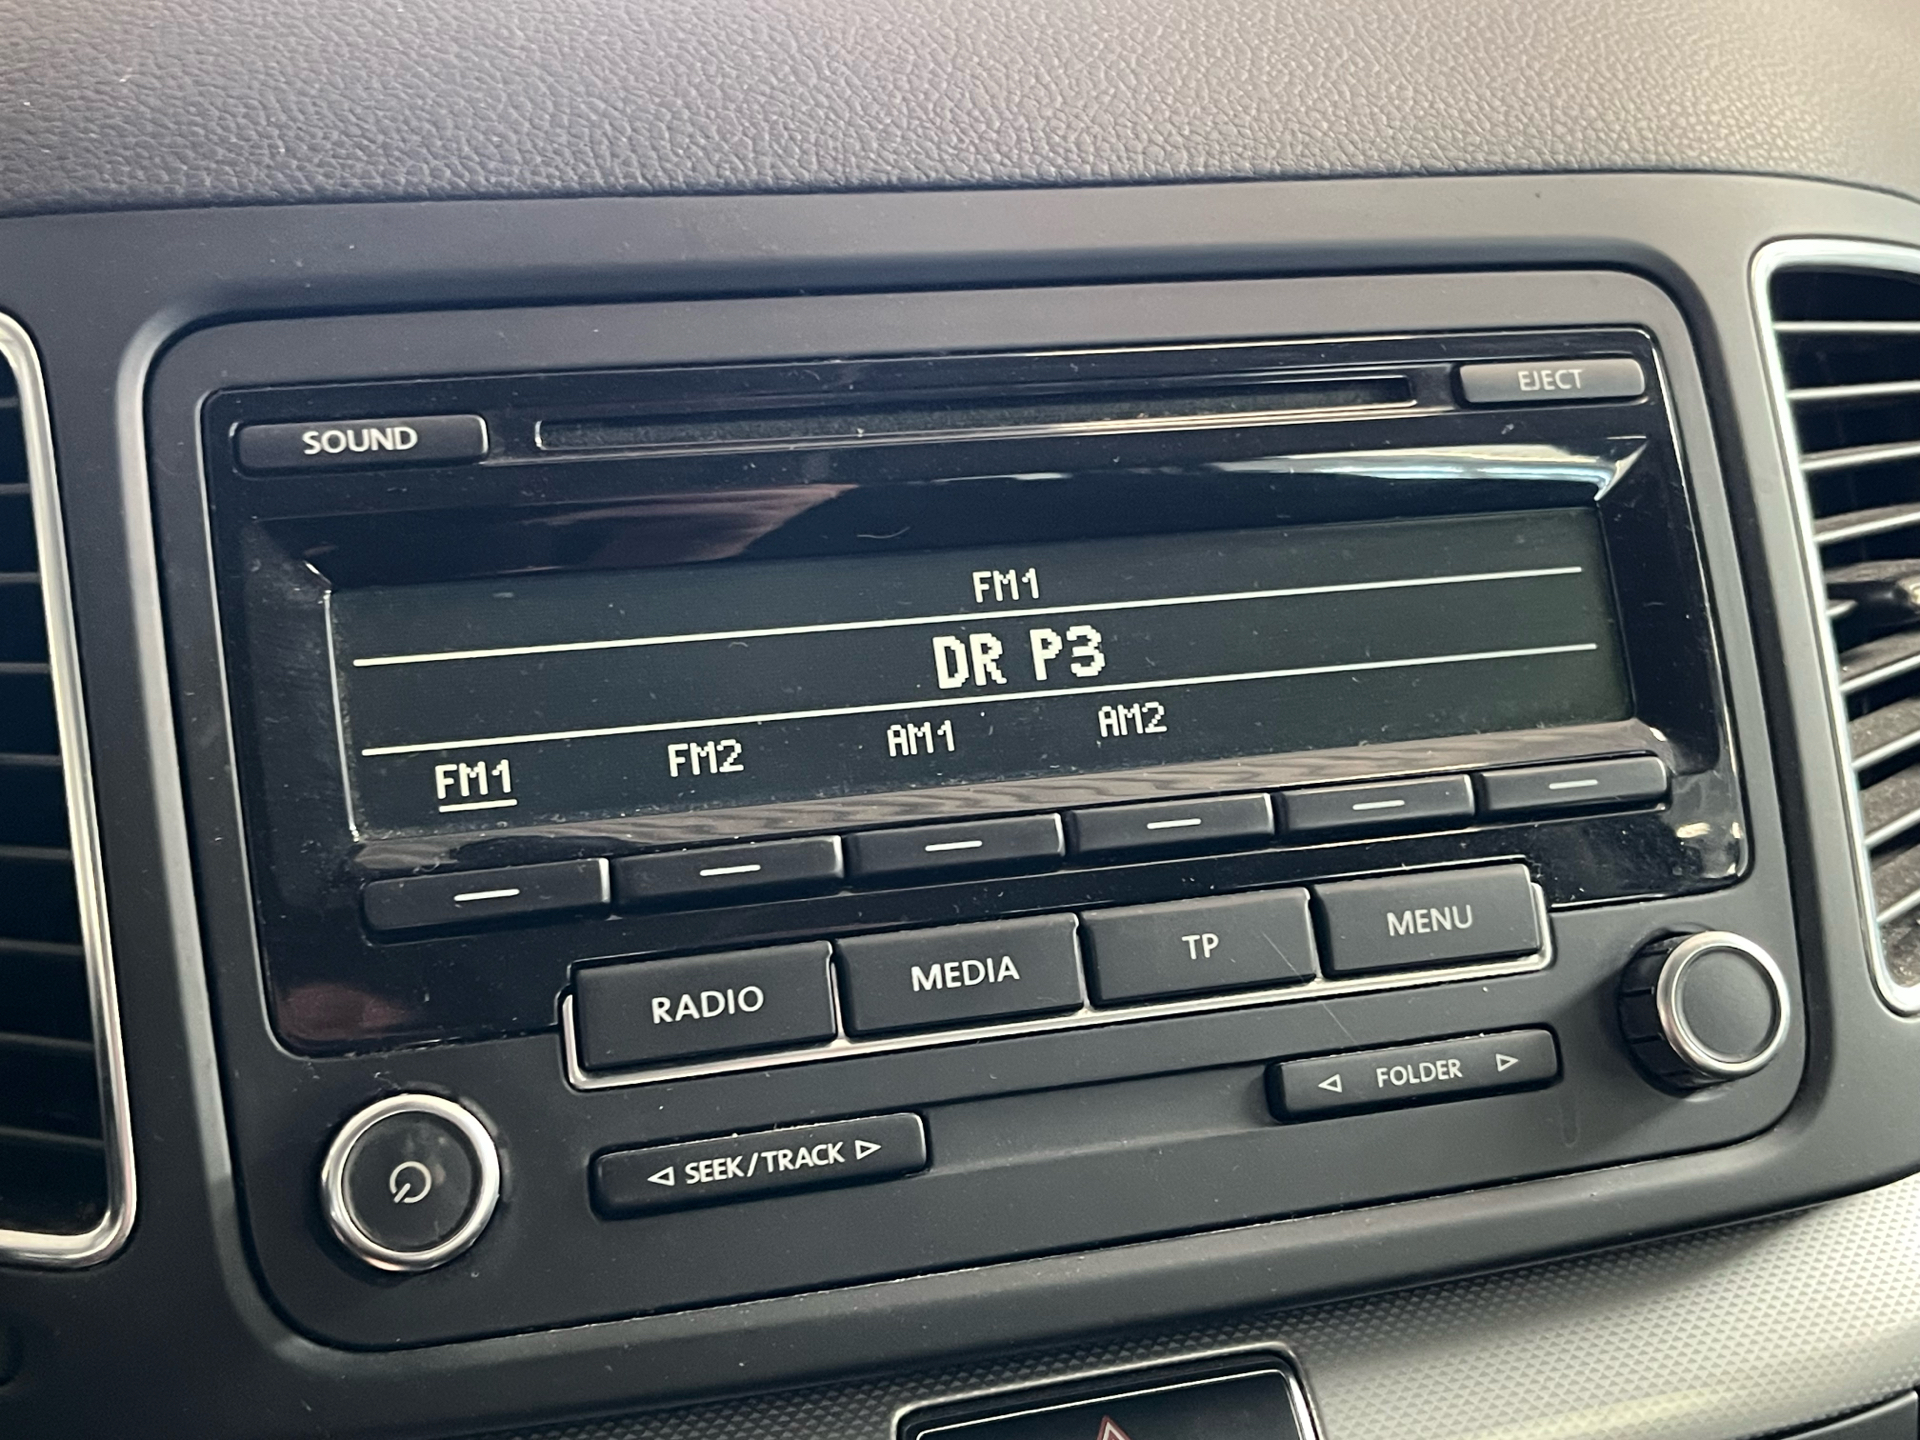 SOUND
EJECT
FM1
DR P3
FM1 FM2 AM1 AM2
RADIO MEDIA TP MENU
SEEK/TRACK
FOLDER